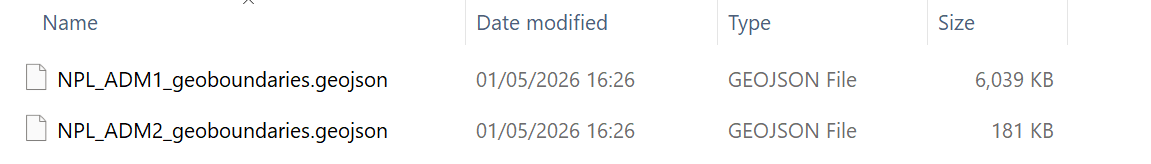 Name Date modified Type Size
NPL_ADM1_geoboundaries.geojson 01/05/2026 16:26 GEOJSON File 6,039 KB
NPL_ADM2_geoboundaries.geojson 01/05/2026 16:26 GEOJSON File 181 KB